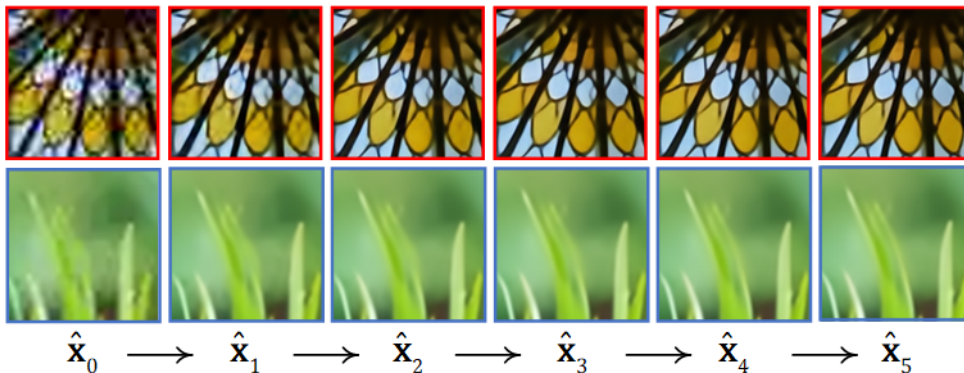 x̂₀ → x̂₁ → x̂₂ → x̂₃ → x̂₄ → x̂₅